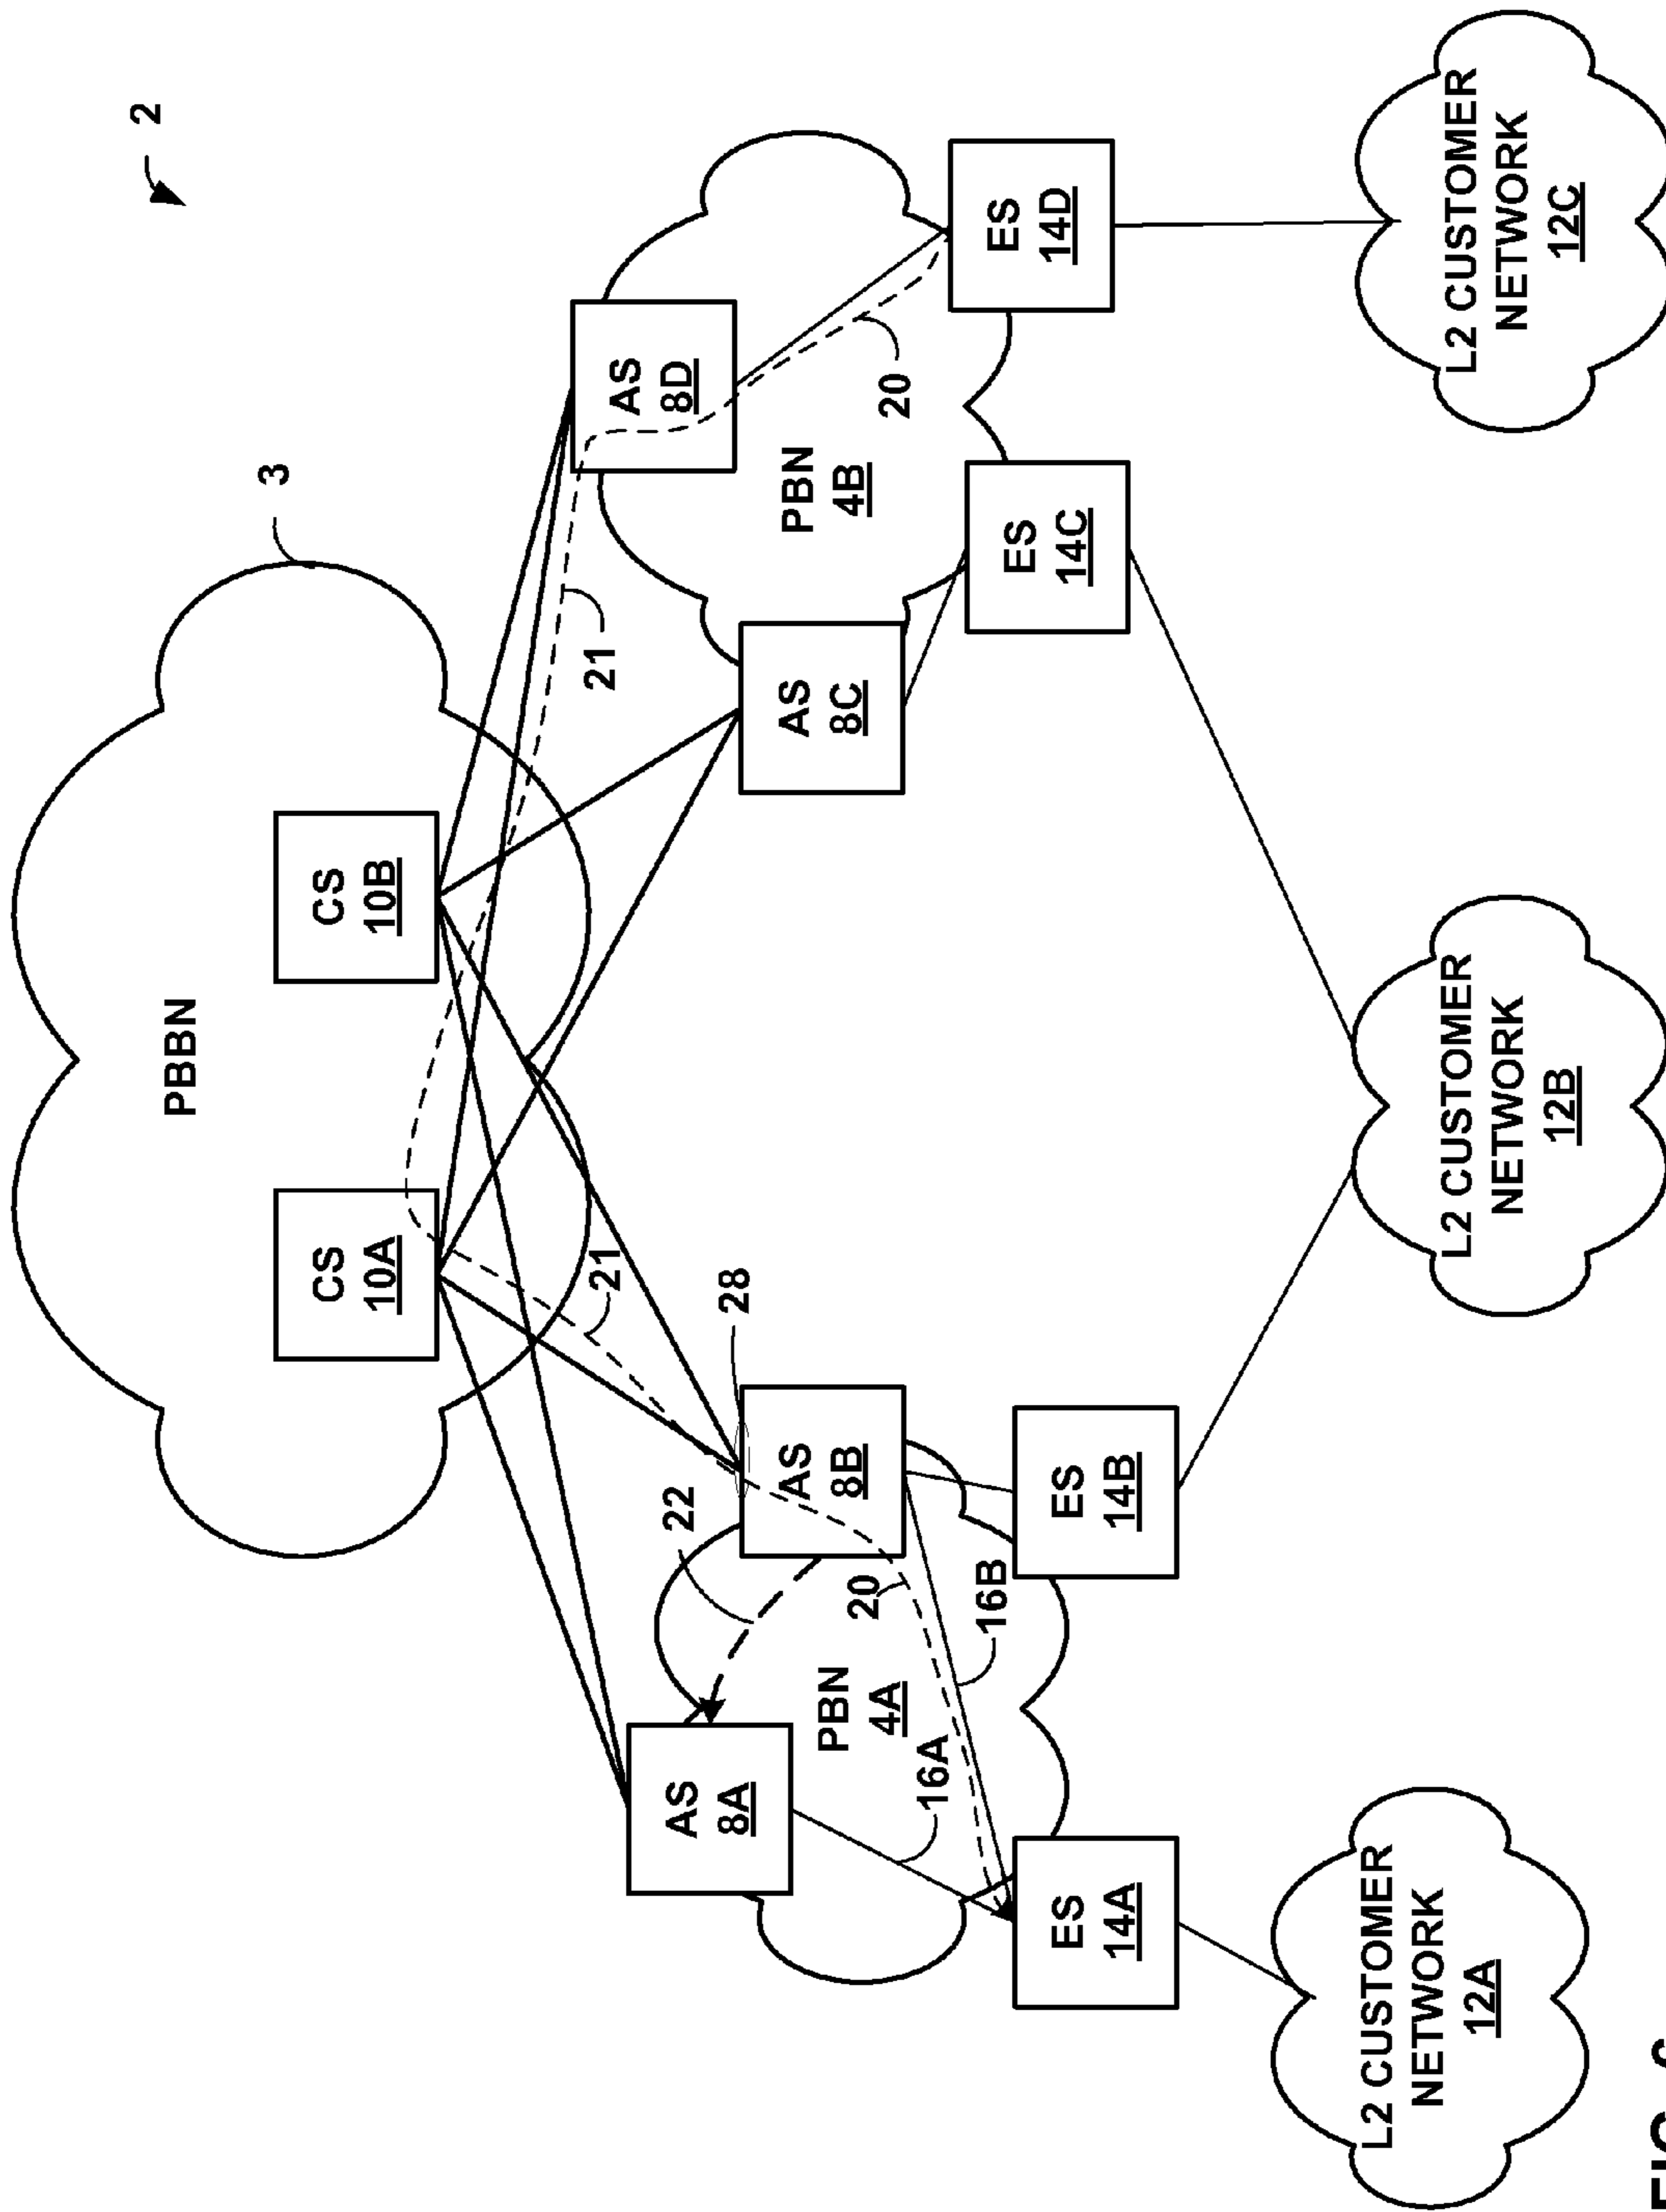 2
3
PBBN
CS
10A
CS
10B
21
21
28
22
AS
8A
AS
8B
AS
8C
AS
8D
PBN
4A
PBN
4B
20
20
16A
16B
ES
14A
ES
14B
ES
14C
ES
14D
L2 CUSTOMER
NETWORK
12A
L2 CUSTOMER
NETWORK
12B
L2 CUSTOMER
NETWORK
12C
FIG.